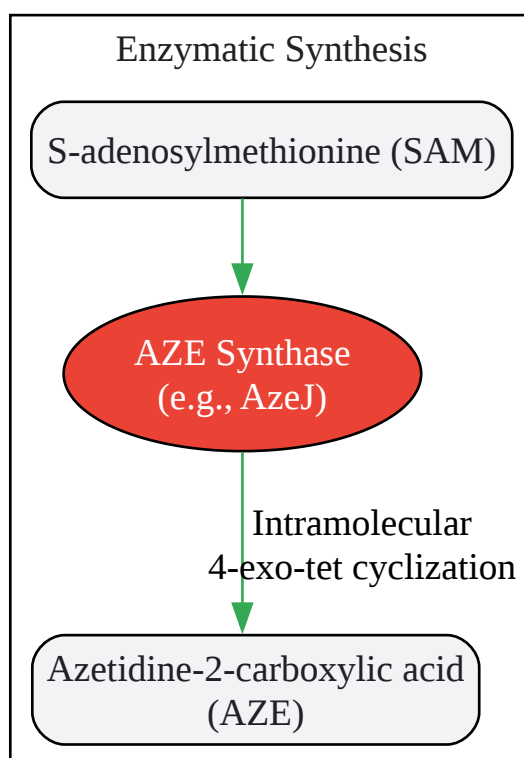 Enzymatic Synthesis
S-adenosylmethionine (SAM)
AZE Synthase
(e.g., AzeJ)
Intramolecular
4-exo-tet cyclization
Azetidine-2-carboxylic acid
(AZE)